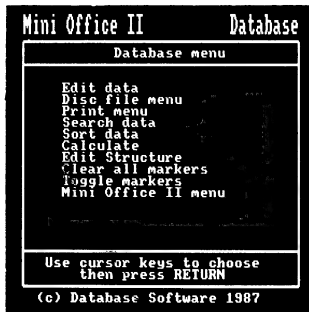 Mini Office II Database
Database menu
Edit data
Disc file menu
Print menu
Search data
Sort data
Calculate
Edit Structure
Clear all markers
Toggle markers
Mini Office II menu
Use cursor keys to choose
then press RETURN
(c) Database Software 1987